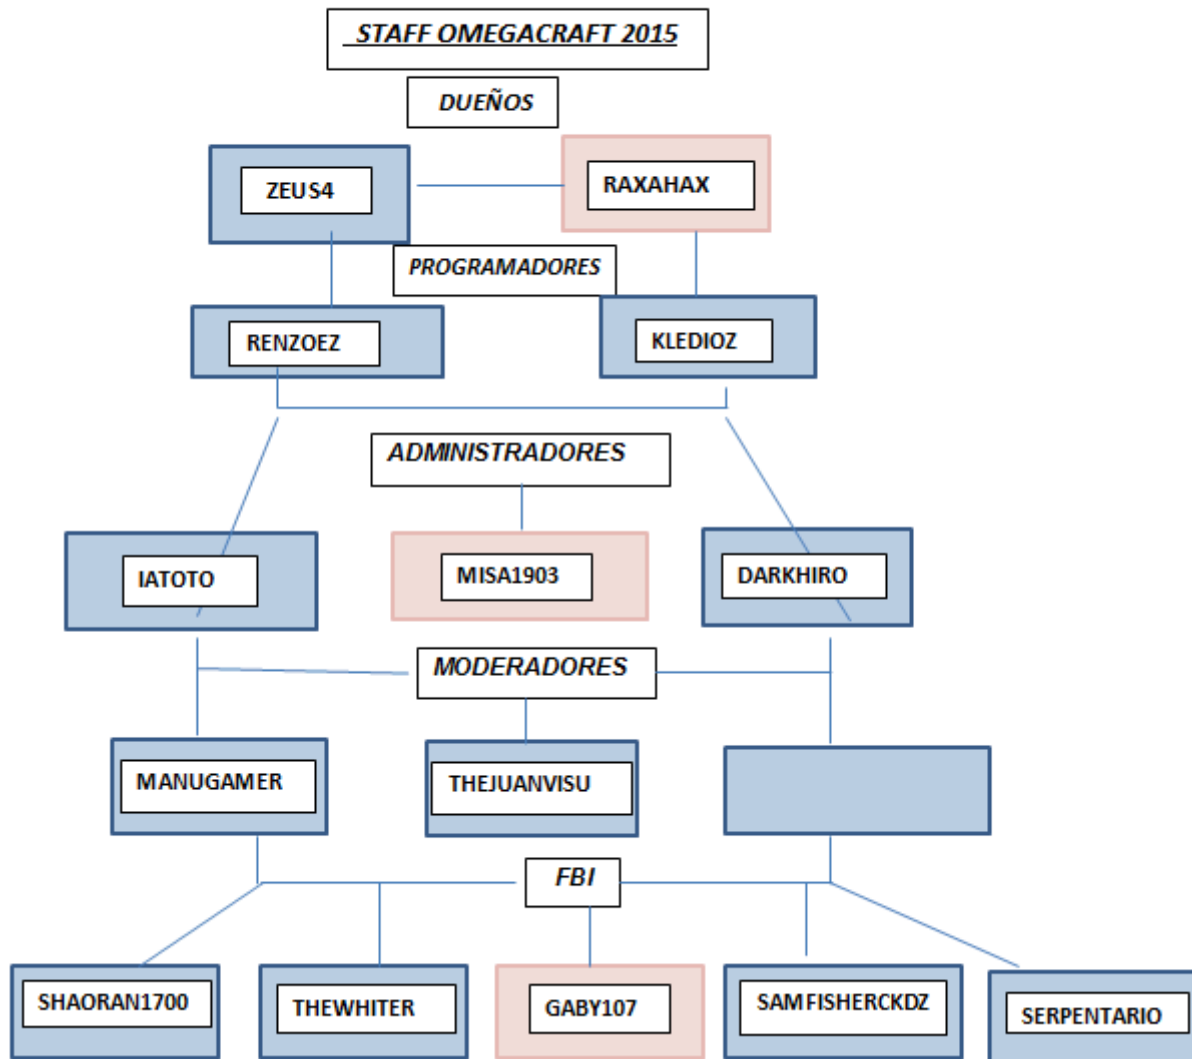 STAFF OMEGACRAFT 2015
DUEÑOS
ZEUS4
RAXAHAX
PROGRAMADORES
RENZOEZ
KLEDIOZ
ADMINISTRADORES
IATOTO
MISA1903
DARKHIRO
MODERADORES
MANUGAMER
THEJUANVISU
FBI
SHAORAN1700
THEWHITER
GABY107
SAMFISHERCKDZ
SERPENTARIO